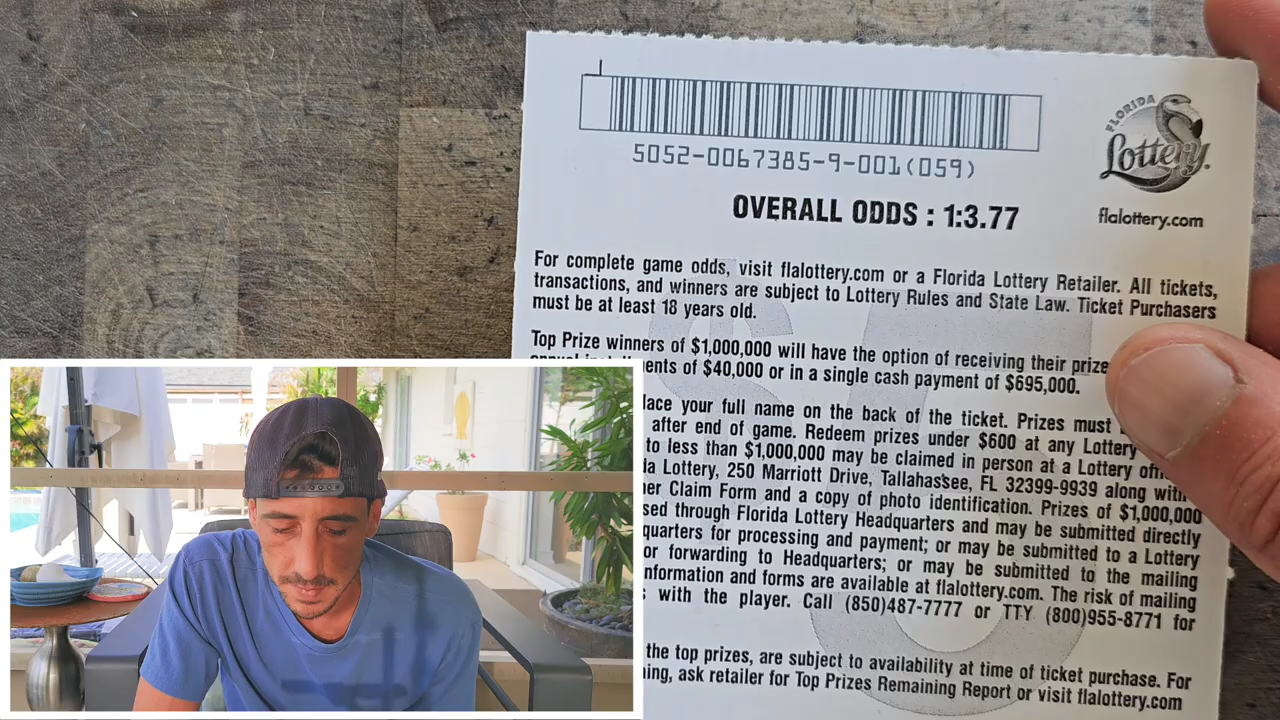 5052-0067385-9-001(059)
FLORIDA
Lottery.
OVERALL ODDS : 1:3.77
flalottery.com
For complete game odds, visit flalottery.com or a Florida Lottery Retailer. All tickets,
transactions, and winners are subject to Lottery Rules and State Law. Ticket Purchasers
must be at least 18 years old.
Top Prize winners of $1,000,000 will have the option of receiving their prize
of $40,000 or in a single cash payment of $695,000.
your full name on the back of the ticket. Prizes must
after end of game. Redeem prizes under $600 at any Lottery
to less than $1,000,000 may be claimed in person at a Lottery
Lottery, 250 Marriott Drive, Tallahassee, FL 32399-9939 along with
Claim Form and a copy of photo identification. Prizes of $1,000,000
through Florida Lottery Headquarters and may be submitted directly
for processing and payment; or may be submitted to a Lottery
or forwarding to Headquarters; or may be submitted to the mailing
and forms are available at flalottery.com. The risk of mailing
with the player. Call (850)487-7777 or TTY (800)955-8771 for
the top prizes, are subject to availability at time of ticket purchase. For
ask retailer for Top Prizes Remaining Report or visit flalottery.com